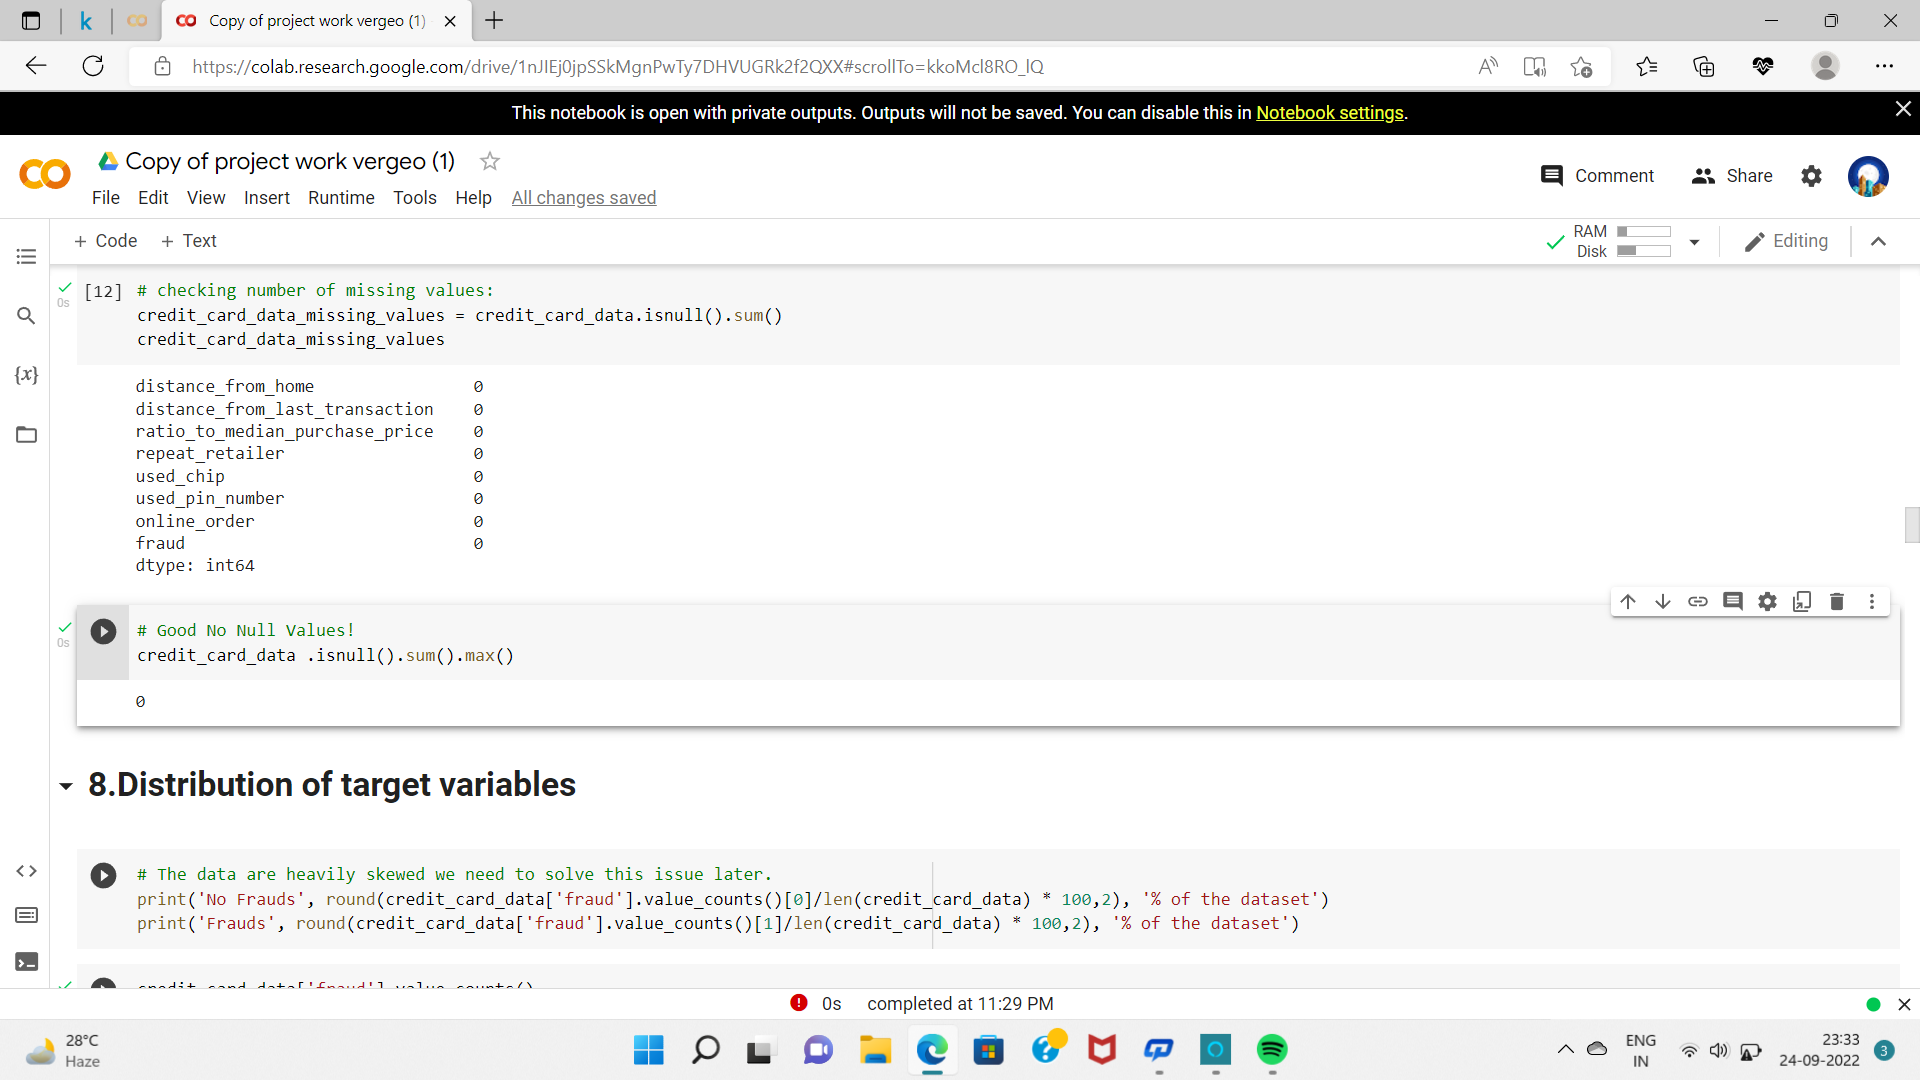 Copy of project work vergeo (1)
https://colab.research.google.com/drive/1nJIEj0jpSSkMgnPwTy7DHVUGRk2f2QXX#scrollTo=kkoMcl8RO_lQ
This notebook is open with private outputs. Outputs will not be saved. You can disable this in Notebook settings.
Copy of project work vergeo (1)
Comment Share
File Edit View Insert Runtime Tools Help All changes saved
+ Code + Text
RAM
Disk
Editing
[12] # checking number of missing values:
0s
credit_card_data_missing_values = credit_card_data.isnull().sum()
credit_card_data_missing_values
{x}
distance_from_home 0
distance_from_last_transaction 0
ratio_to_median_purchase_price 0
repeat_retailer 0
used_chip 0
used_pin_number 0
online_order 0
fraud 0
dtype: int64
# Good No Null Values!
0s
credit_card_data .isnull().sum().max()
0
8.Distribution of target variables
# The data are heavily skewed we need to solve this issue later.
print('No Frauds', round(credit_card_data['fraud'].value_counts()[0]/len(credit_card_data) * 100,2), '% of the dataset')
print('Frauds', round(credit_card_data['fraud'].value_counts()[1]/len(credit_card_data) * 100,2), '% of the dataset')
credit_card_data['fraud'].value_counts()
0s completed at 11:29 PM
28°C
Haze
ENG
IN
23:33
24-09-2022
3